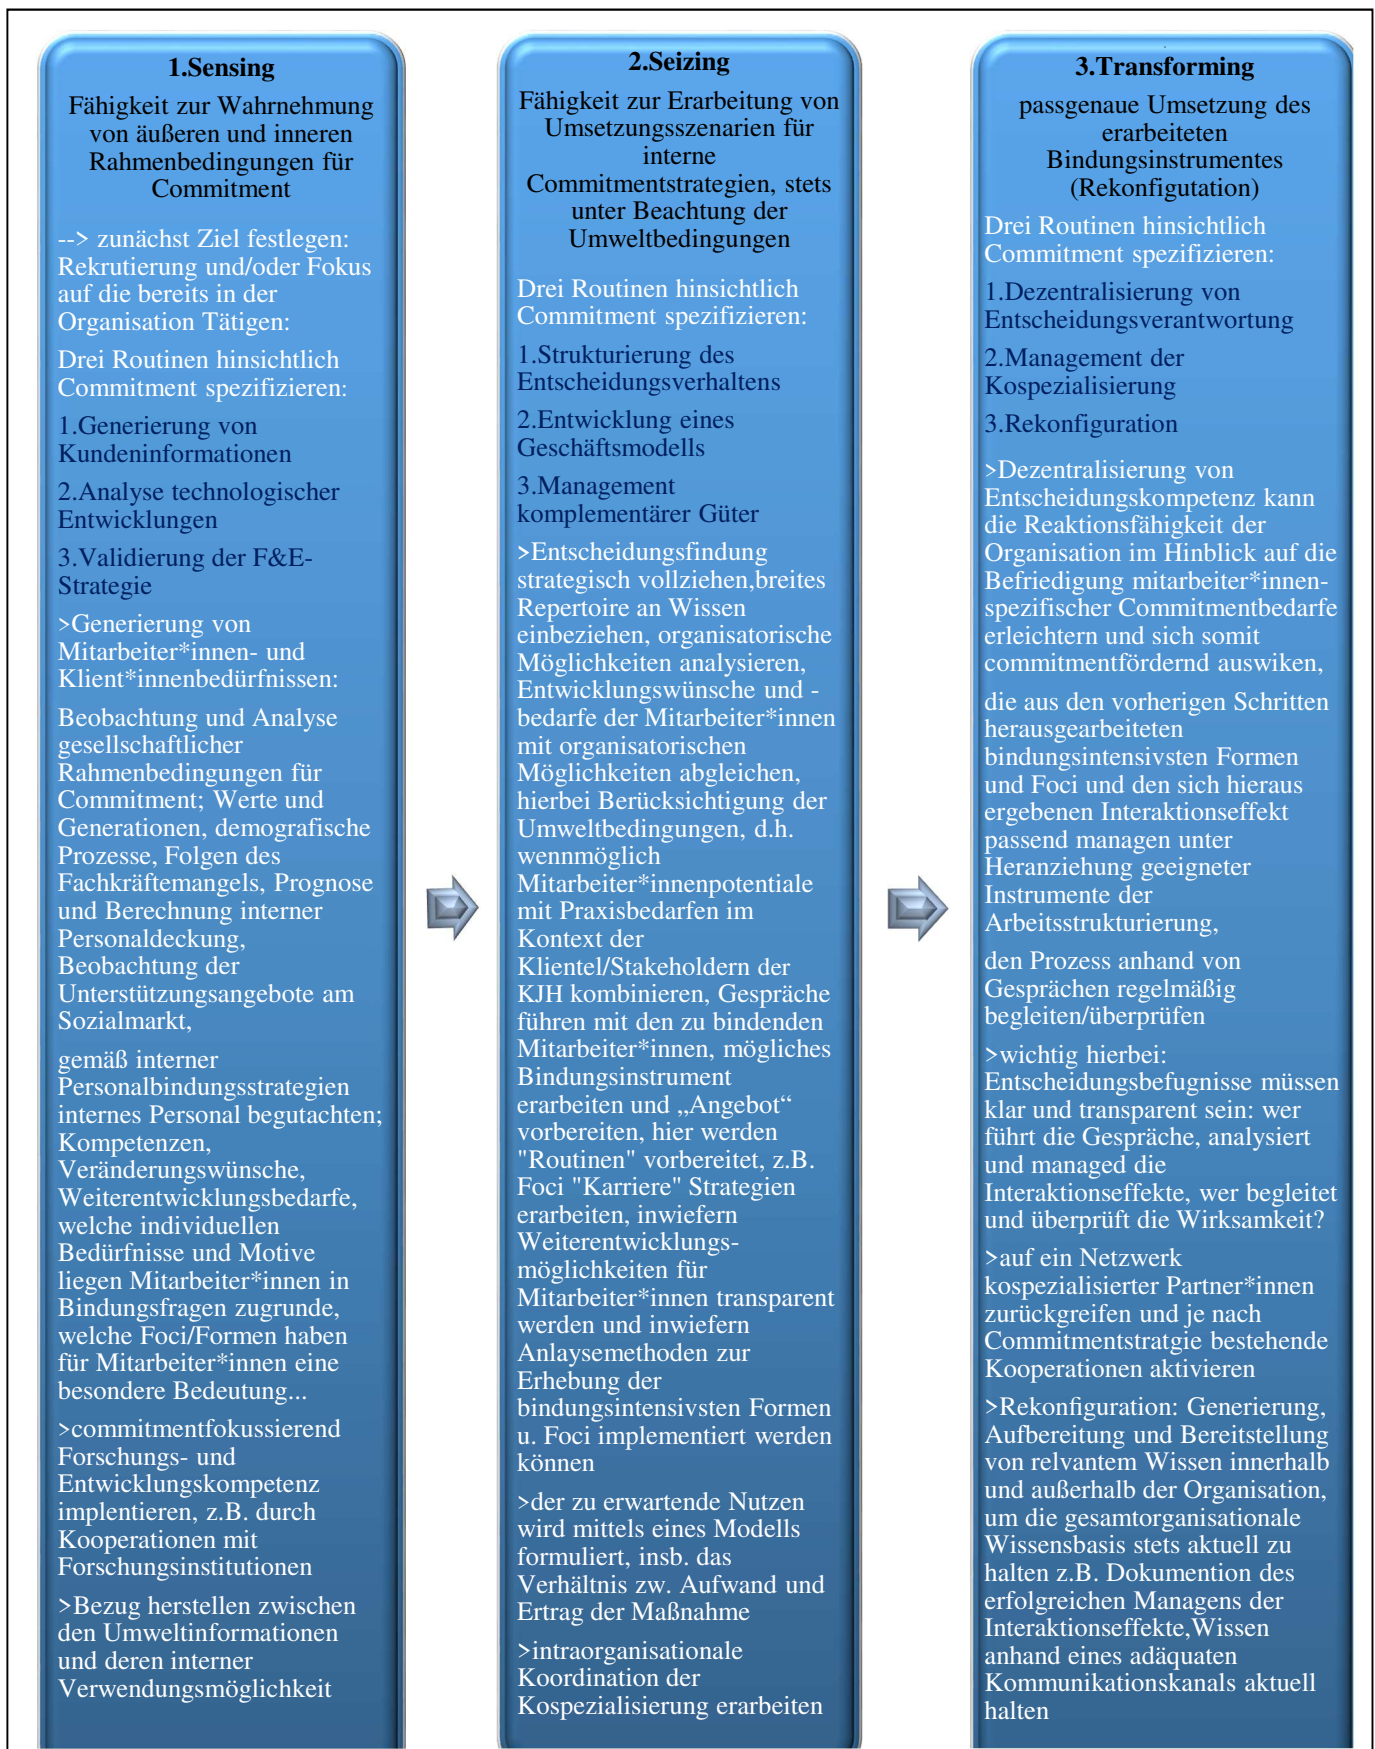 1.Sensing
Fähigkeit zur Wahrnehmung
von äußeren und inneren
Rahmenbedingungen für
Commitment
--> zunächst Ziel festlegen:
Rekrutierung und/oder Fokus
auf die bereits in der
Organisation Tätigen:
Drei Routinen hinsichtlich
Commitment spezifizieren:
1.Generierung von
Kundeninformationen
2.Analyse technologischer
Entwicklungen
3.Validierung der F&E-
Strategie
>Generierung von
Mitarbeiter*innen- und
Klient*innenbedürfnissen:
Beobachtung und Analyse
gesellschaftlicher
Rahmenbedingungen für
Commitment; Werte und
Generationen, demografische
Prozesse, Folgen des
Fachkräftemangels, Prognose
und Berechnung interner
Personaldeckung,
Beobachtung der
Unterstützungsangebote am
Sozialmarkt,
gemäß interner
Personalbindungsstrategien
internes Personal begutachten;
Kompetenzen,
Veränderungswünsche,
Weiterentwicklungsbedarfe,
welche individuellen
Bedürfnisse und Motive
liegen Mitarbeiter*innen in
Bindungsfragen zugrunde,
welche Foci/Formen haben
für Mitarbeiter*innen eine
besondere Bedeutung...
>commitmentfokussierend
Forschungs- und
Entwicklungskompetenz
implentieren, z.B. durch
Kooperationen mit
Forschungsinstitutionen
>Bezug herstellen zwischen
den Umweltinformationen
und deren interner
Verwendungsmöglichkeit
2.Seizing
Fähigkeit zur Erarbeitung von
Umsetzungsszenarien für
interne
Commitmentstrategien, stets
unter Beachtung der
Umweltbedingungen
Drei Routinen hinsichtlich
Commitment spezifizieren:
1.Strukturierung des
Entscheidungsverhaltens
2.Entwicklung eines
Geschäftsmodells
3.Management
komplementärer Güter
>Entscheidungsfindung
strategisch vollziehen,breites
Repertoire an Wissen
einbeziehen, organisatorische
Möglichkeiten analysieren,
Entwicklungswünsche und -
bedarfe der Mitarbeiter*innen
mit organisatorischen
Möglichkeiten abgleichen,
hierbei Berücksichtigung der
Umweltbedingungen, d.h.
wennmöglich
Mitarbeiter*innenpotentiale
mit Praxisbedarfen im
Kontext der
Klientel/Stakeholdern der
KJH kombinieren, Gespräche
führen mit den zu bindenden
Mitarbeiter*innen, mögliches
Bindungsinstrument
erarbeiten und „Angebot“
vorbereiten, hier werden
"Routinen" vorbereitet, z.B.
Foci "Karriere" Strategien
erarbeiten, inwiefern
Weiterentwicklungs-
möglichkeiten für
Mitarbeiter*innen transparent
werden und inwiefern
Anlaysemethoden zur
Erhebung der
bindungsintensivsten Formen
u. Foci implementiert werden
können
>der zu erwartende Nutzen
wird mittels eines Modells
formuliert, insb. das
Verhältnis zw. Aufwand und
Ertrag der Maßnahme
>intraorganisationale
Koordination der
Kospezialisierung erarbeiten
3.Transforming
passgenaue Umsetzung des
erarbeiteten
Bindungsinstrumentes
(Rekonfigutation)
Drei Routinen hinsichtlich
Commitment spezifizieren:
1.Dezentralisierung von
Entscheidungsverantwortung
2.Management der
Kospezialisierung
3.Rekonfiguration
>Dezentralisierung von
Entscheidungskompetenz kann
die Reaktionsfähigkeit der
Organisation im Hinblick auf die
Befriedigung mitarbeiter*innen-
spezifischer Commitmentbedarfe
erleichtern und sich somit
commitmentfördernd auswiken,
die aus den vorherigen Schritten
herausgearbeiteten
bindungsintensivsten Formen
und Foci und den sich hieraus
ergebenen Interaktionseffekt
passend managen unter
Heranziehung geeigneter
Instrumente der
Arbeitsstrukturierung,
den Prozess anhand von
Gesprächen regelmäßig
begleiten/überprüfen
>wichtig hierbei:
Entscheidungsbefugnisse müssen
klar und transparent sein: wer
führt die Gespräche, analysiert
und managed die
Interaktionseffekte, wer begleitet
und überprüft die Wirksamkeit?
>auf ein Netzwerk
kospezialisierter Partner*innen
zurückgreifen und je nach
Commitmentstratgie bestehende
Kooperationen aktivieren
>Rekonfiguration: Generierung,
Aufbereitung und Bereitstellung
von relvantem Wissen innerhalb
und außerhalb der Organisation,
um die gesamtorganisationale
Wissensbasis stets aktuell zu
halten z.B. Dokumention des
erfolgreichen Managens der
Interaktionseffekte,Wissen
anhand eines adäquaten
Kommunikationskanals aktuell
halten